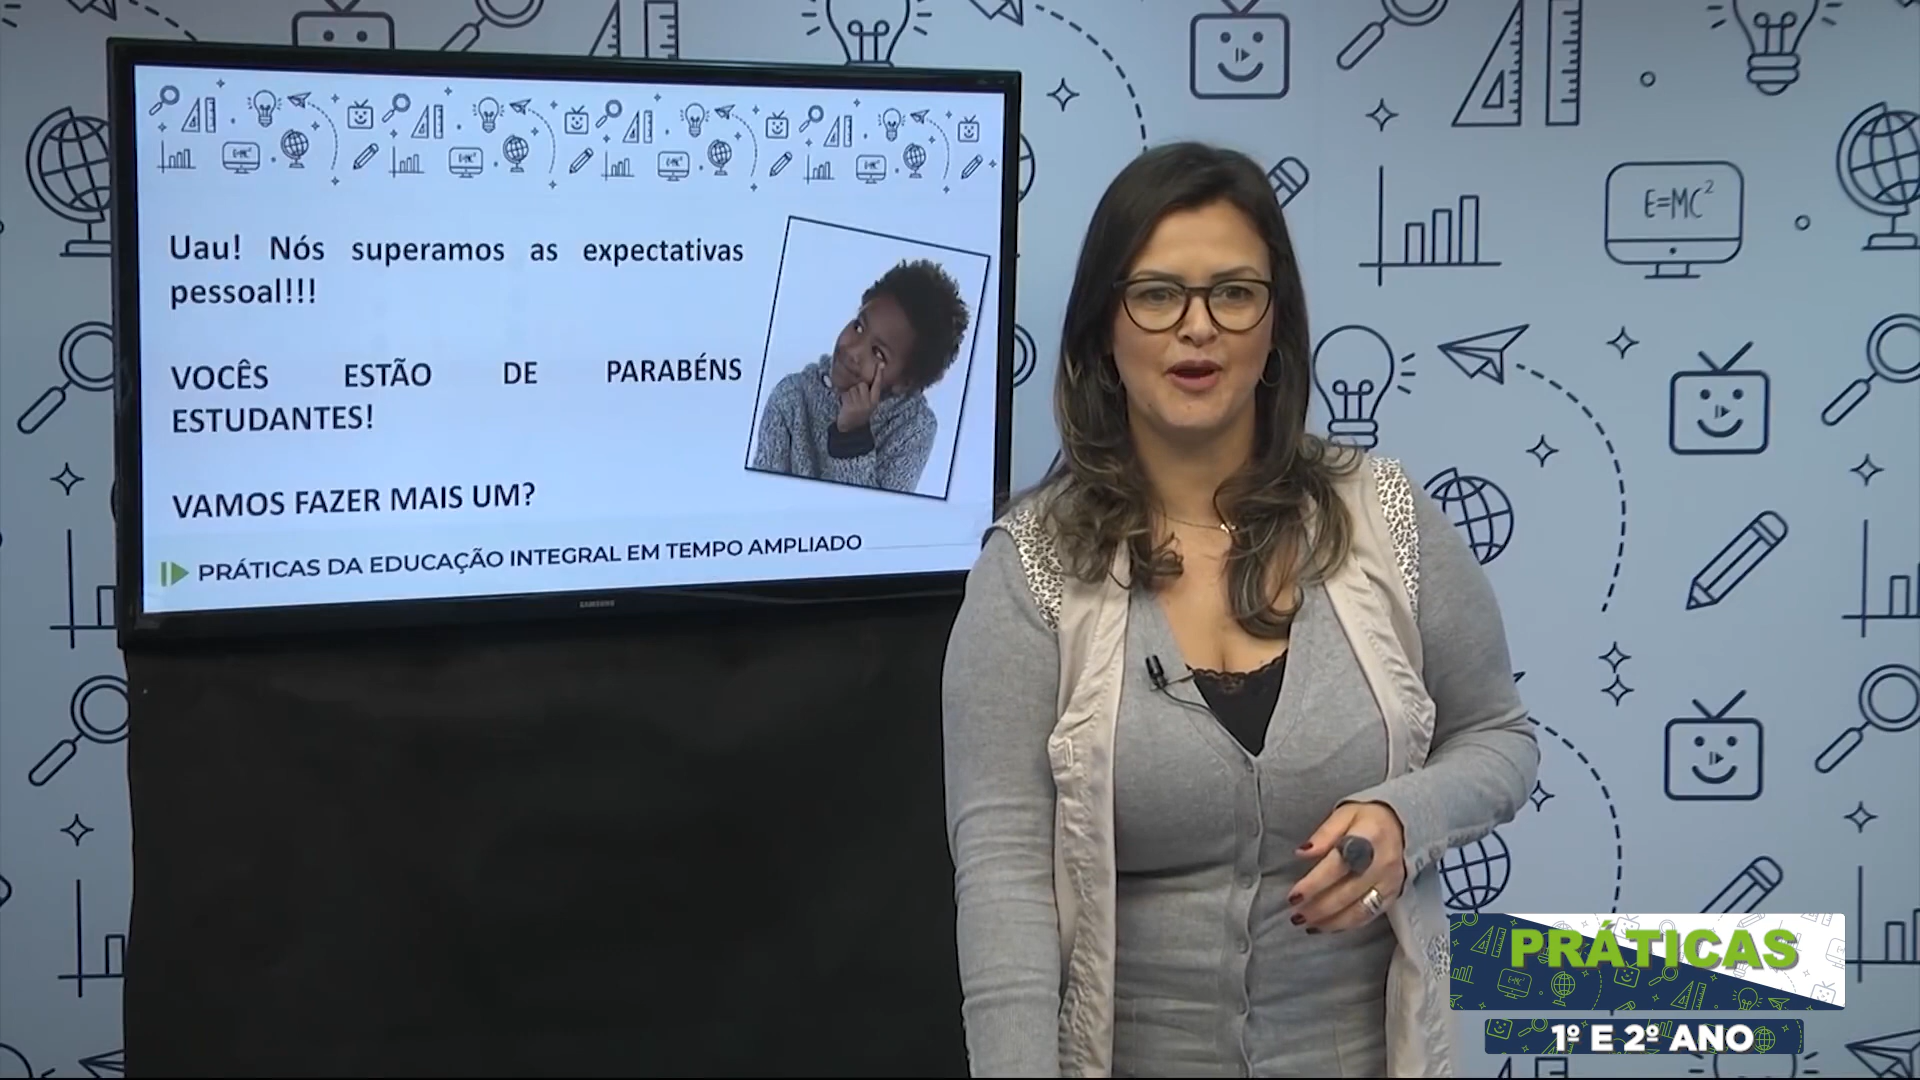 Uau! Nós superamos as expectativas
pessoal!!!
VOCÊS ESTÃO DE PARABÉNS
ESTUDANTES!
VAMOS FAZER MAIS UM?
PRÁTICAS DA EDUCAÇÃO INTEGRAL EM TEMPO AMPLIADO
SAMSUNG
E=MC²
PRÁTICAS
1º E 2º ANO